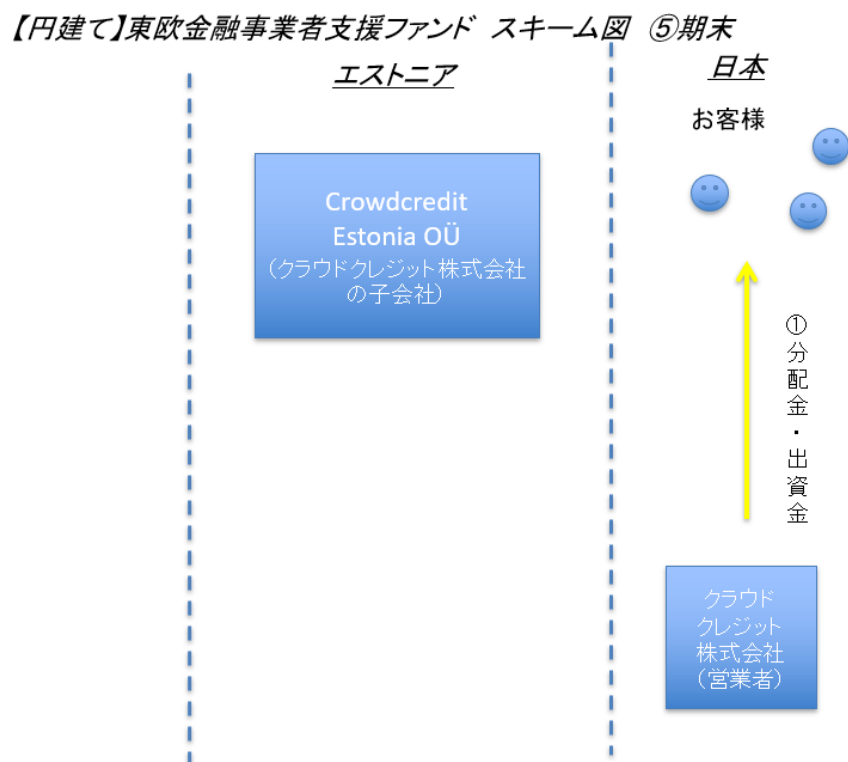 【円建て】東欧金融事業者支援ファンド スキーム図 ⑤期末
エストニア
日本
お客様
Crowdcredit
Estonia OÜ
（クラウドクレジット株式会社
の子会社）
①分配金・出資金
クラウド
クレジット
株式会社
（営業者）